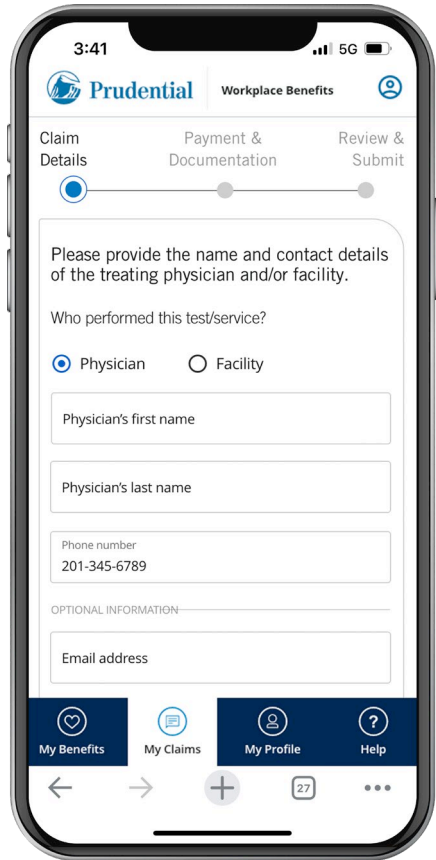 3:41
5G
Prudential
Workplace Benefits
Claim
Details
Payment &
Documentation
Review &
Submit
Please provide the name and contact details
of the treating physician and/or facility.
Who performed this test/service?
Physician
Facility
Physician's first name
Physician's last name
Phone number
201-345-6789
OPTIONAL INFORMATION
Email address
My Benefits
My Claims
My Profile
? 
Help
27